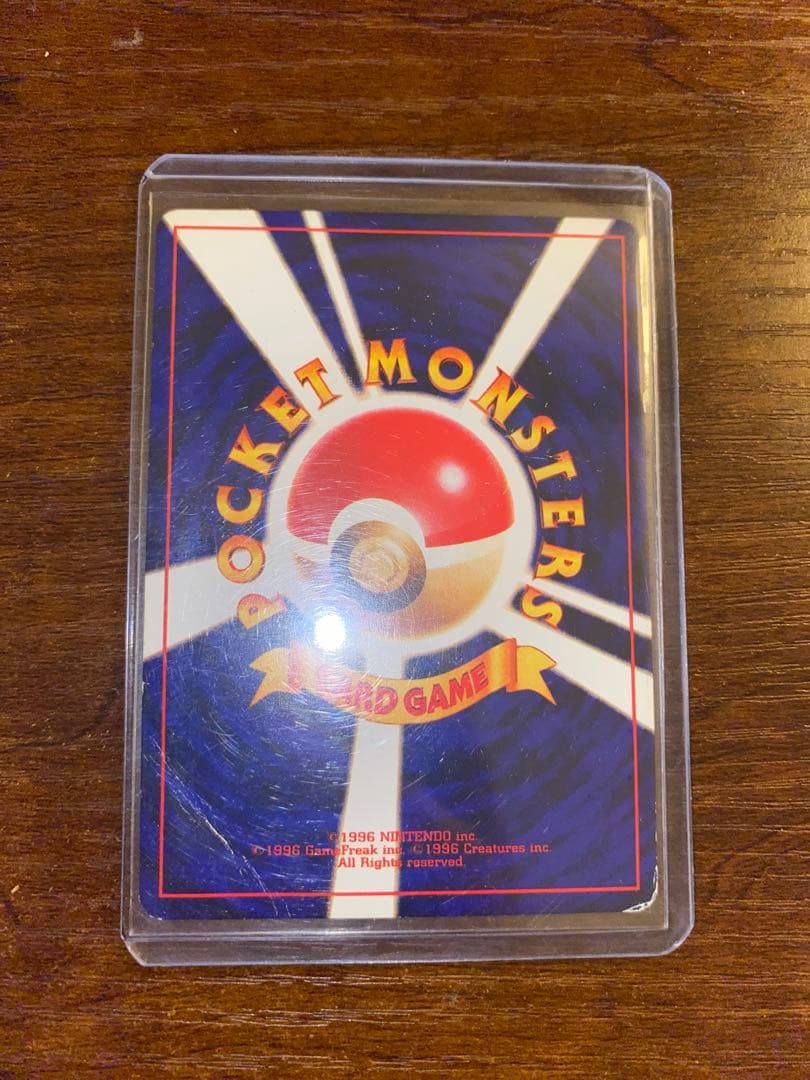 POCKET MONSTERS
CARD GAME
©1996 NINTENDO inc.
©1996 GameFreak inc. ©1996 Creatures inc.
All Rights reserved.